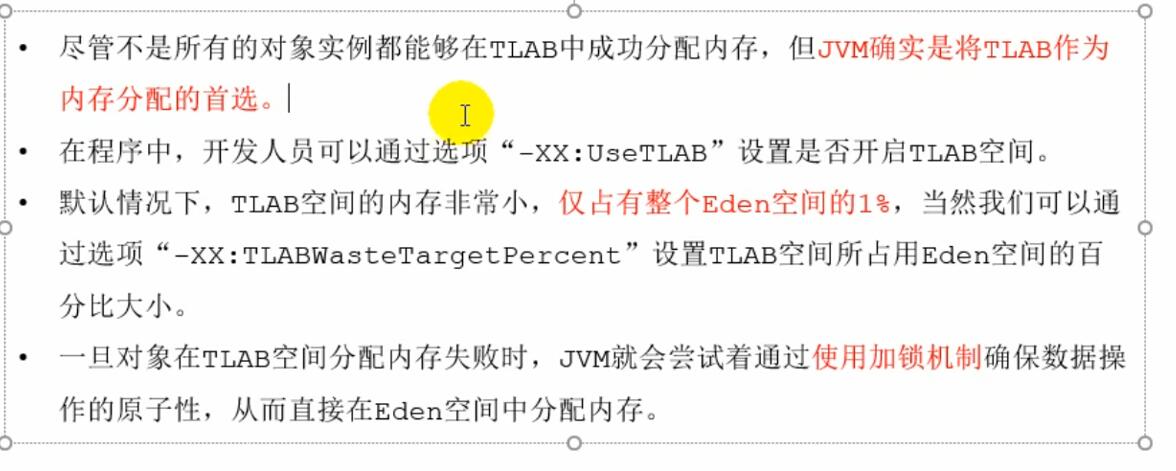 • 尽管不是所有的对象实例都能够在TLAB中成功分配内存，但JVM确实是将TLAB作为
内存分配的首选。
• 在程序中，开发人员可以通过选项“-XX:UseTLAB”设置是否开启TLAB空间。
• 默认情况下，TLAB空间的内存非常小，仅占有整个Eden空间的1%，当然我们可以通
过选项“-XX:TLABWasteTargetPercent”设置TLAB空间所占用Eden空间的百
分比大小。
• 一旦对象在TLAB空间分配内存失败时，JVM就会尝试着通过使用加锁机制确保数据操
作的原子性，从而直接在Eden空间中分配内存。